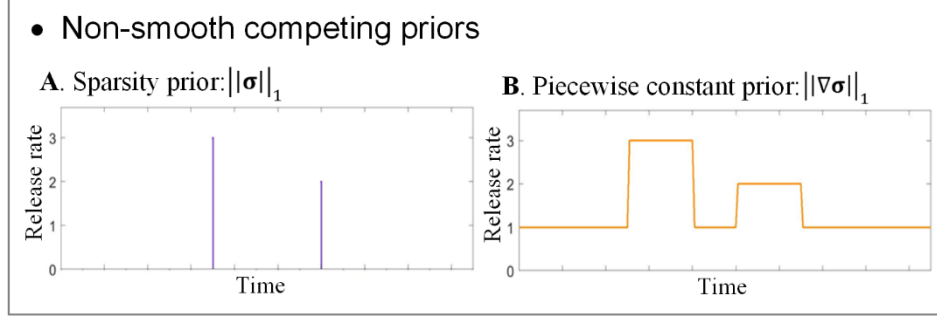 • Non-smooth competing priors
A. Sparsity prior:||σ||₁
Release rate
3
2
1
0
Time
B. Piecewise constant prior:||∇σ||₁
Release rate
3
2
1
0
Time